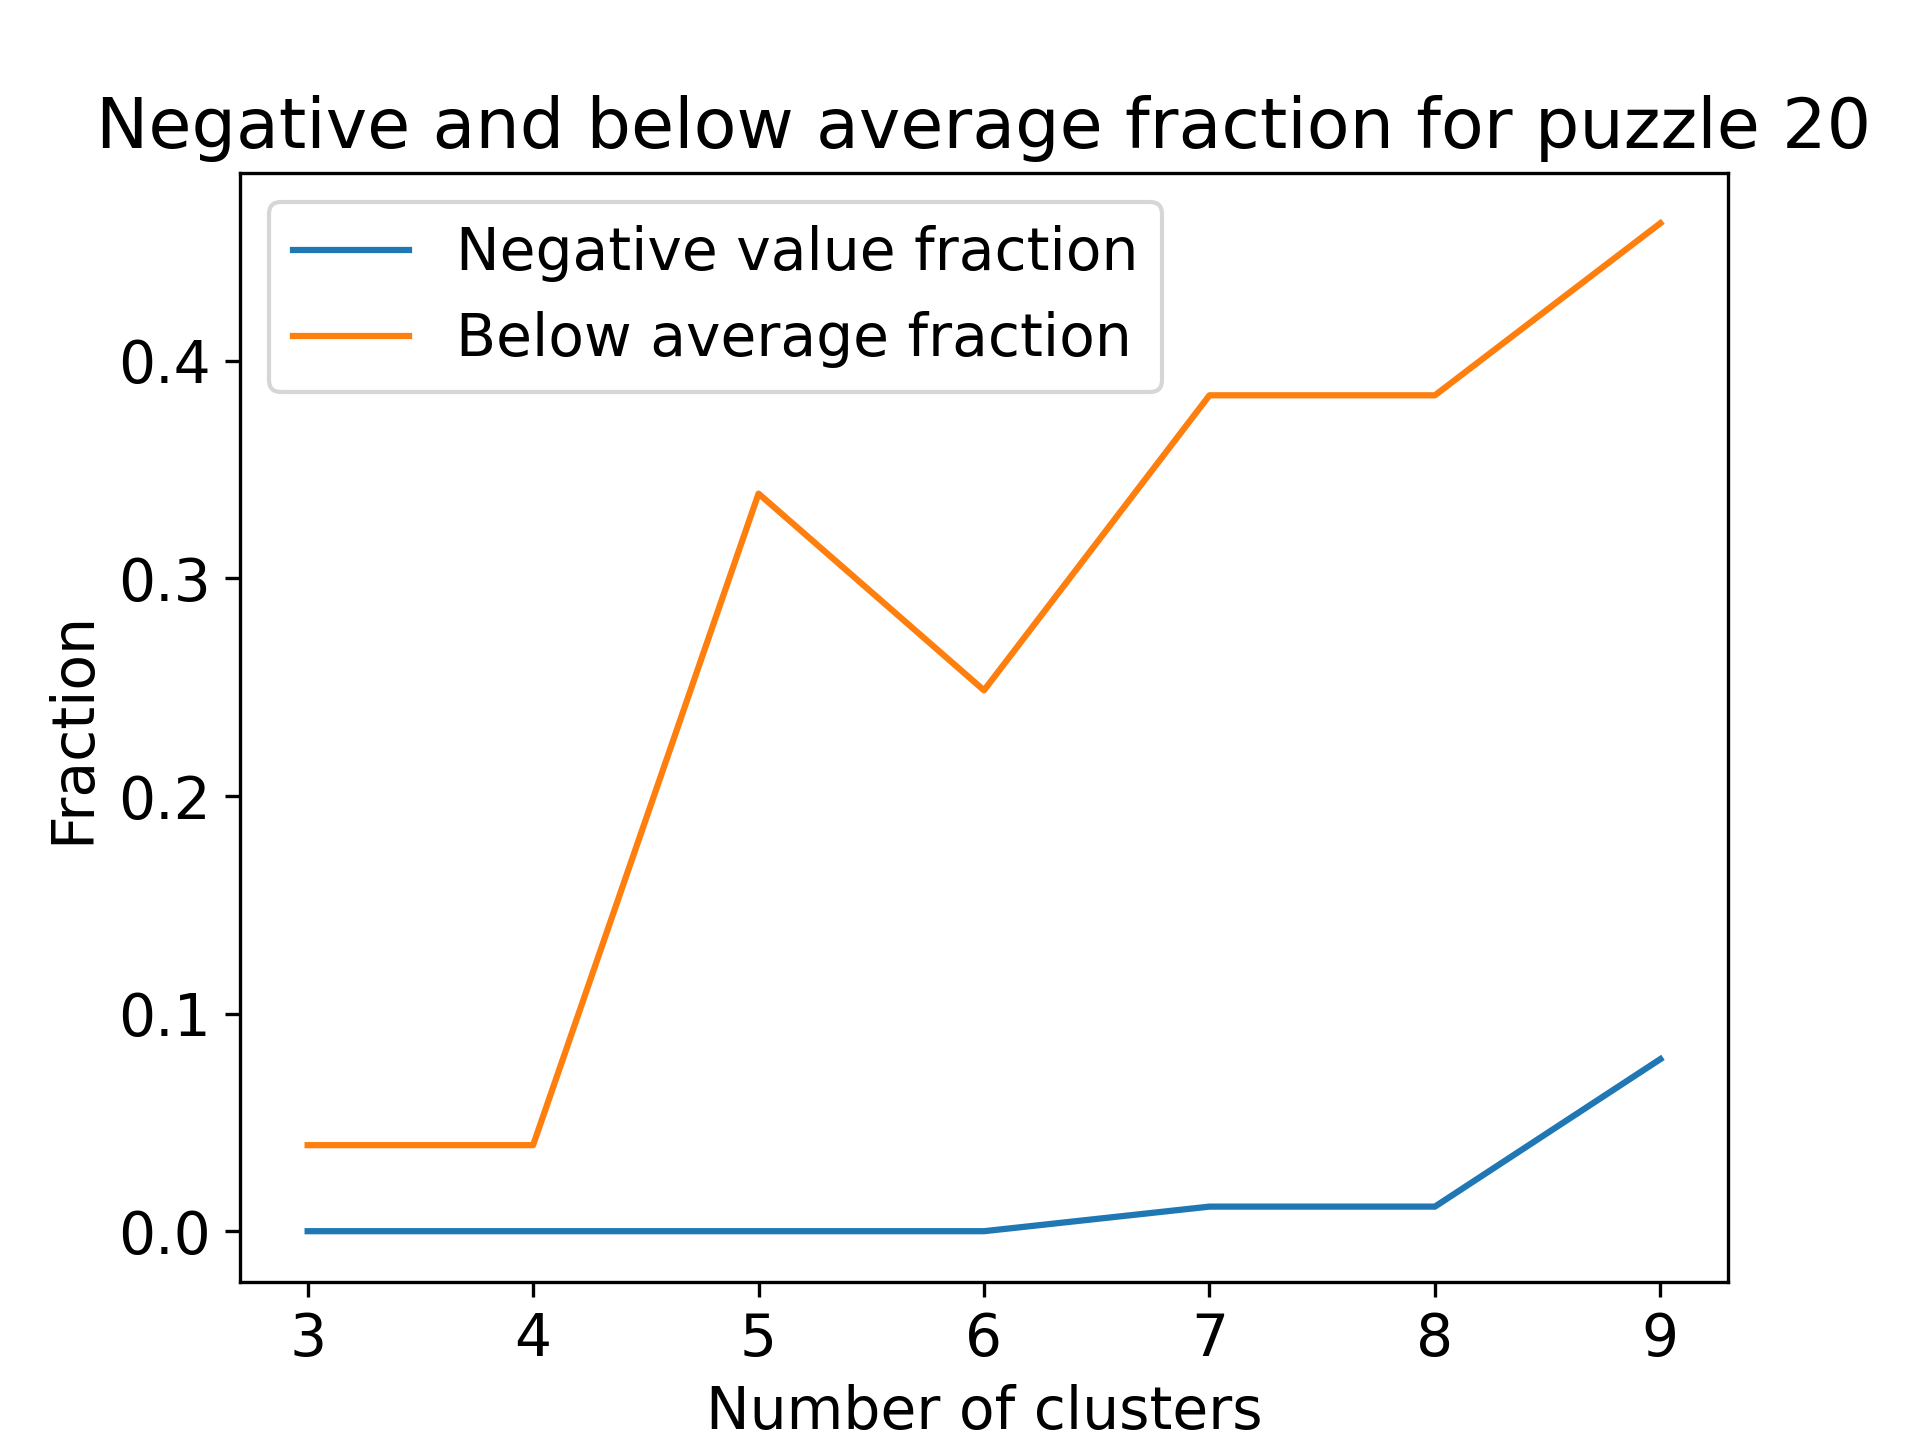 Negative and below average fraction for puzzle 20
Negative value fraction
Below average fraction
Fraction
0.4
0.3
0.2
0.1
0.0
3 4 5 6 7 8 9
Number of clusters